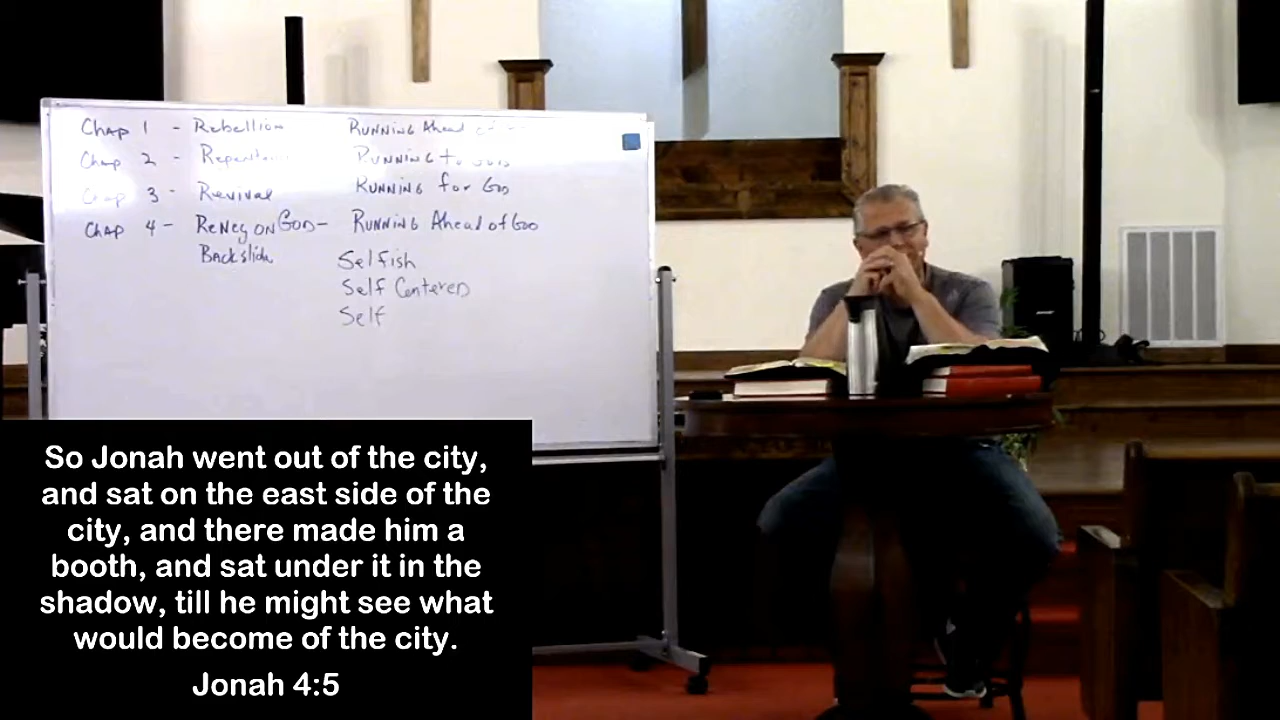 Chap 1 - Rebellion RUNNING Ahead of
Chap 2 - RUNNING to GOD
Chap 3 - Revival RUNNING for GOD
Chap 4 - ReNeg ON GOD - RUNNING Ahead of GOD
Backslide
Selfish
Self Centered
Self
So Jonah went out of the city,
and sat on the east side of the
city, and there made him a
booth, and sat under it in the
shadow, till he might see what
would become of the city.
Jonah 4:5